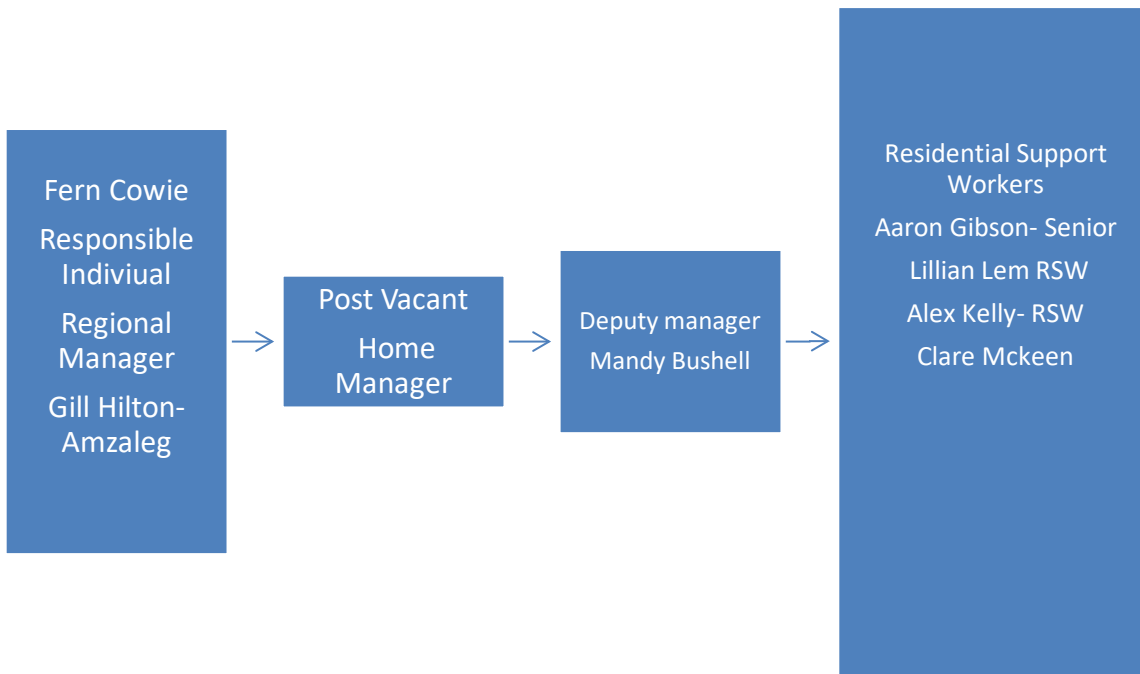 Fern Cowie
Responsible
Indiviual
Regional
Manager
Gill Hilton-
Amzaleg
Post Vacant
Home
Manager
Deputy manager
Mandy Bushell
Residential Support
Workers
Aaron Gibson- Senior
Lillian Lem RSW
Alex Kelly- RSW
Clare Mckeen